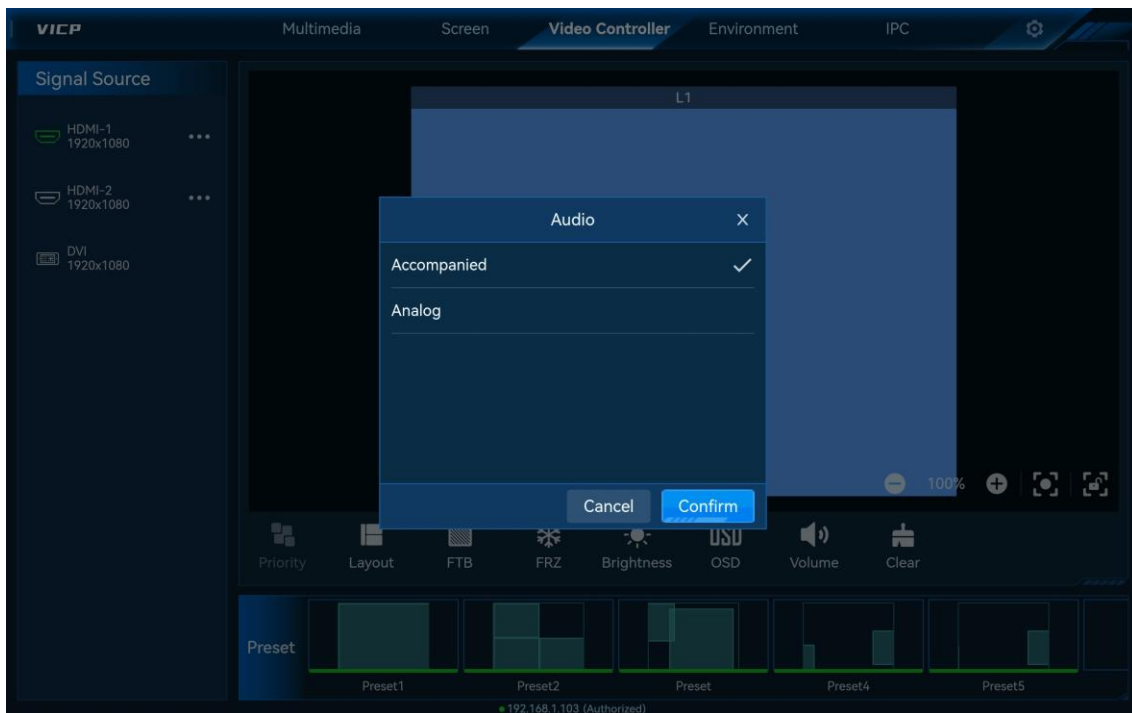 VICP
Multimedia
Screen
Video Controller
Environment
IPC
Signal Source
HDMI-1
1920x1080
HDMI-2
1920x1080
DVI
1920x1080
L1
Audio
X
Accompanied
Analog
Cancel
Confirm
100%
Priority
Layout
FTB
FRZ
Brightness
OSD
OSD
Volume
Clear
Preset
Preset1
Preset2
Preset
Preset4
Preset5
192.168.1.103 (Authorized)